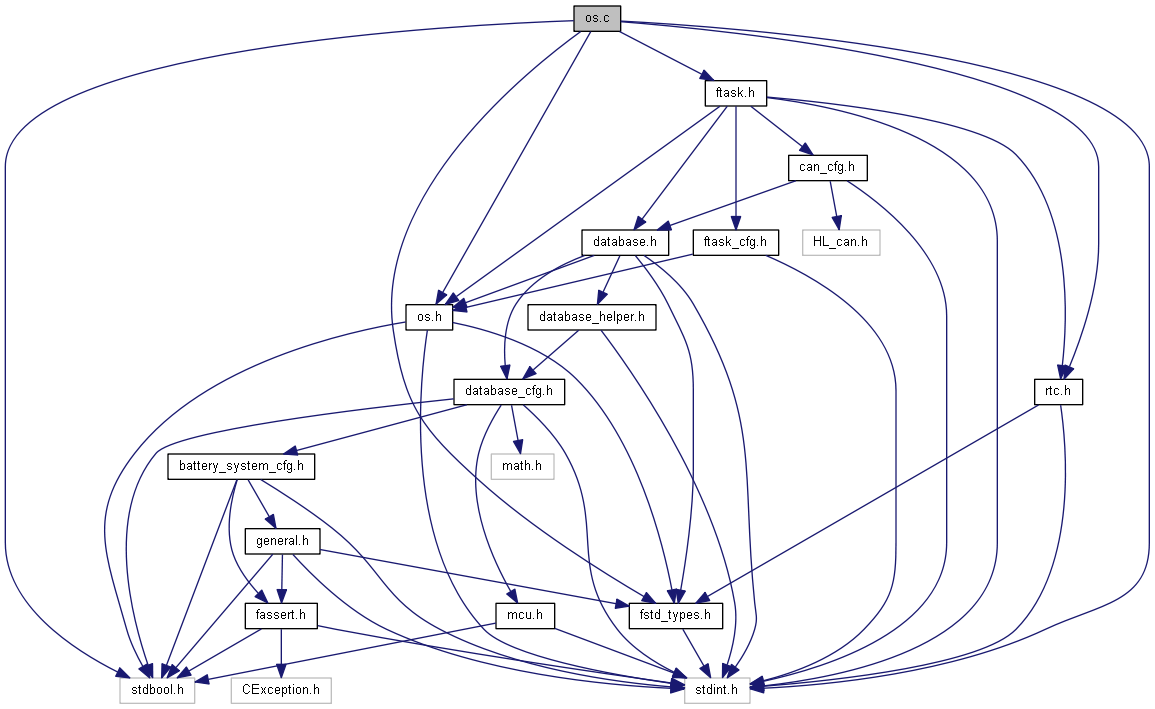 os.c
ftask.h
can_cfg.h
database.h
ftask_cfg.h
HL_can.h
os.h
database_helper.h
database_cfg.h
rtc.h
battery_system_cfg.h
math.h
general.h
fassert.h
mcu.h
fstd_types.h
stdbool.h
CException.h
stdint.h